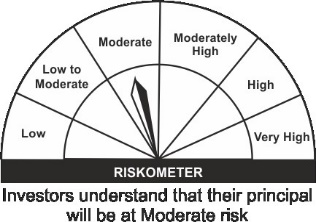 Moderate
Moderately
High
Low to
Moderate
High
Low
Very High
RISKOMETER
Investors understand that their principal
will be at Moderate risk